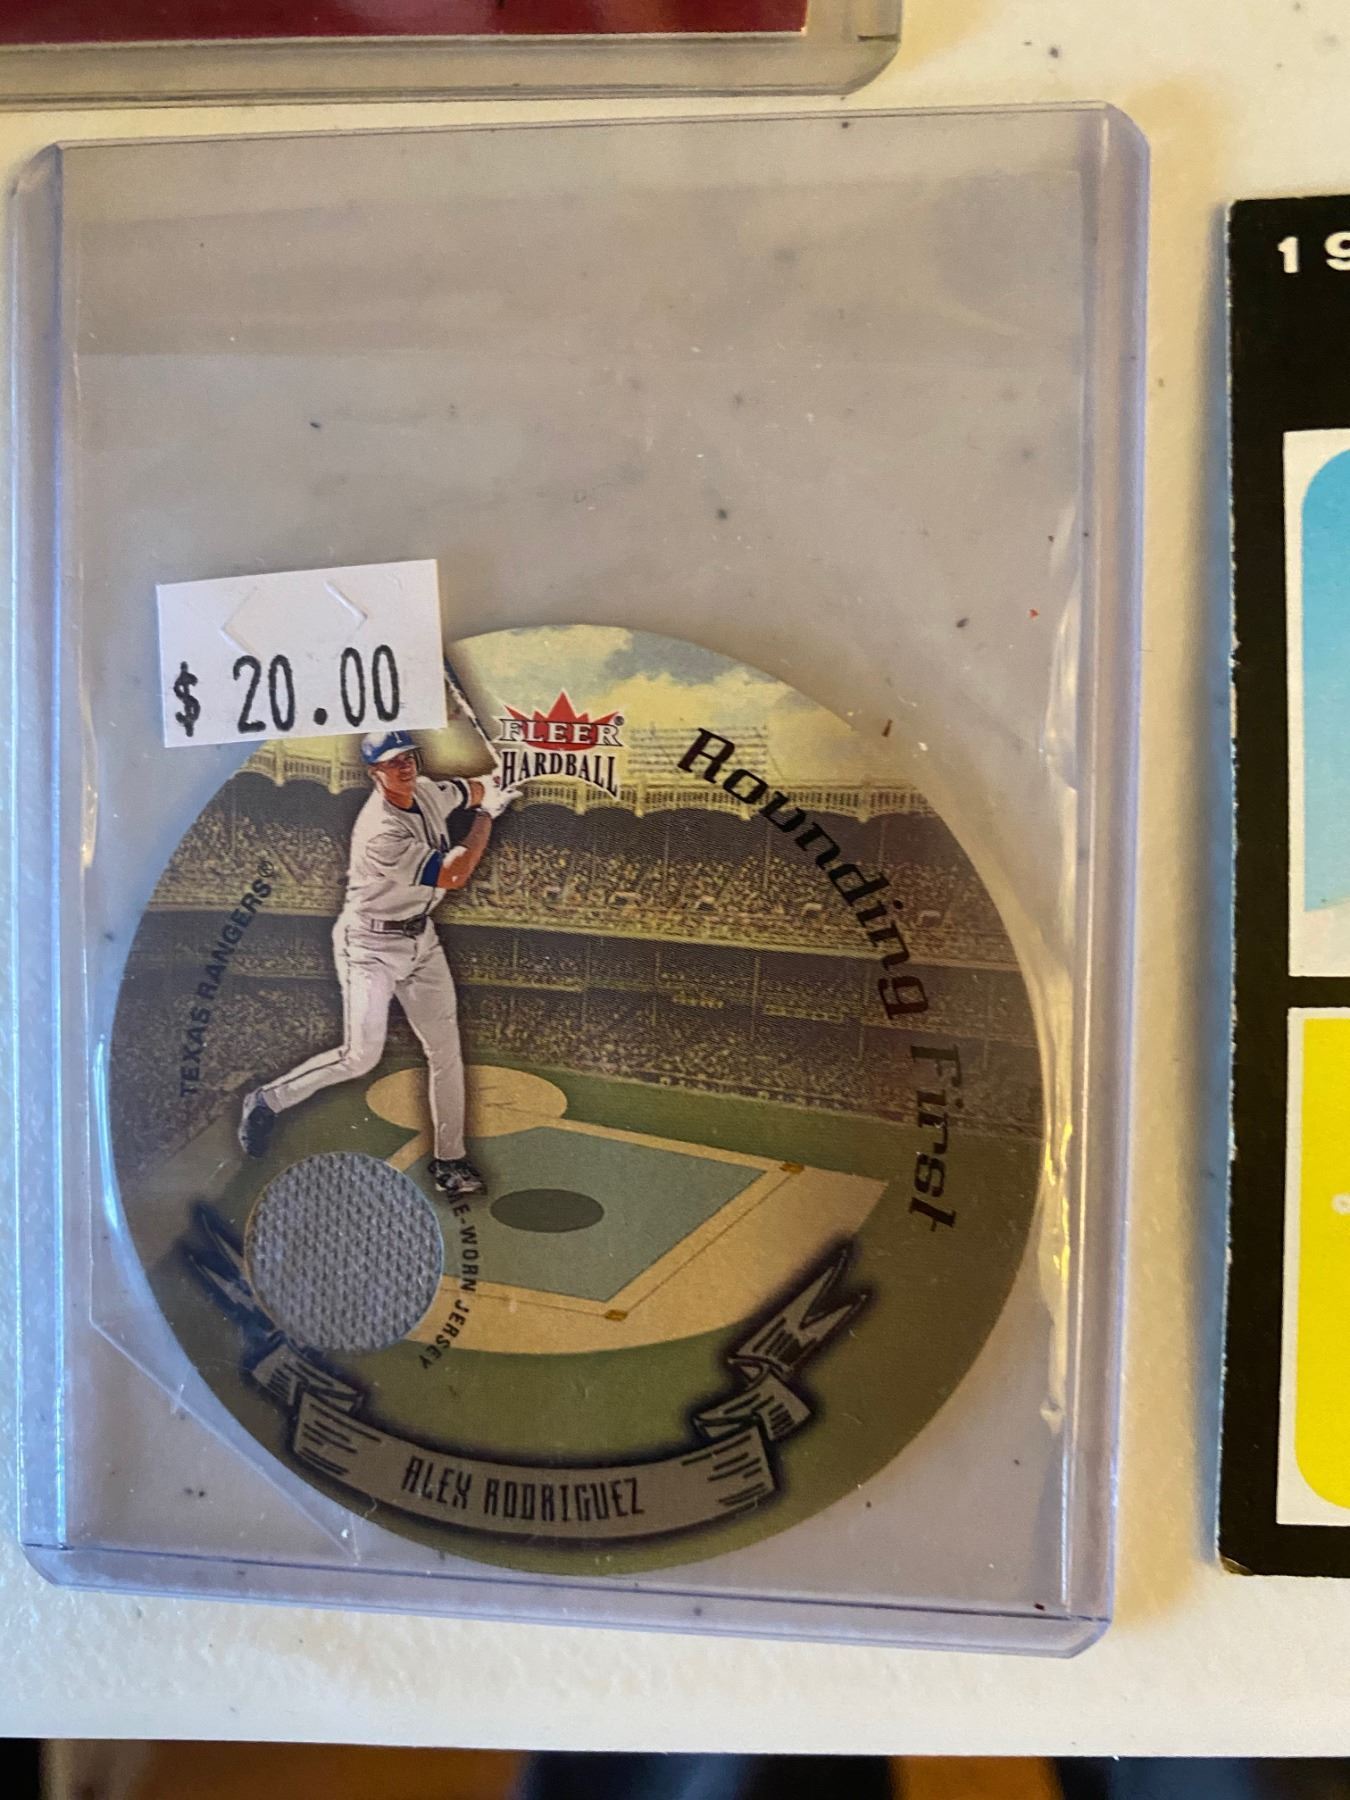 $ 20.00
FLEER®
HARDBALL
Rounding First
TEXAS RANGERS®
ME-WORN JERSEY
ALEX RODRIGUEZ
19